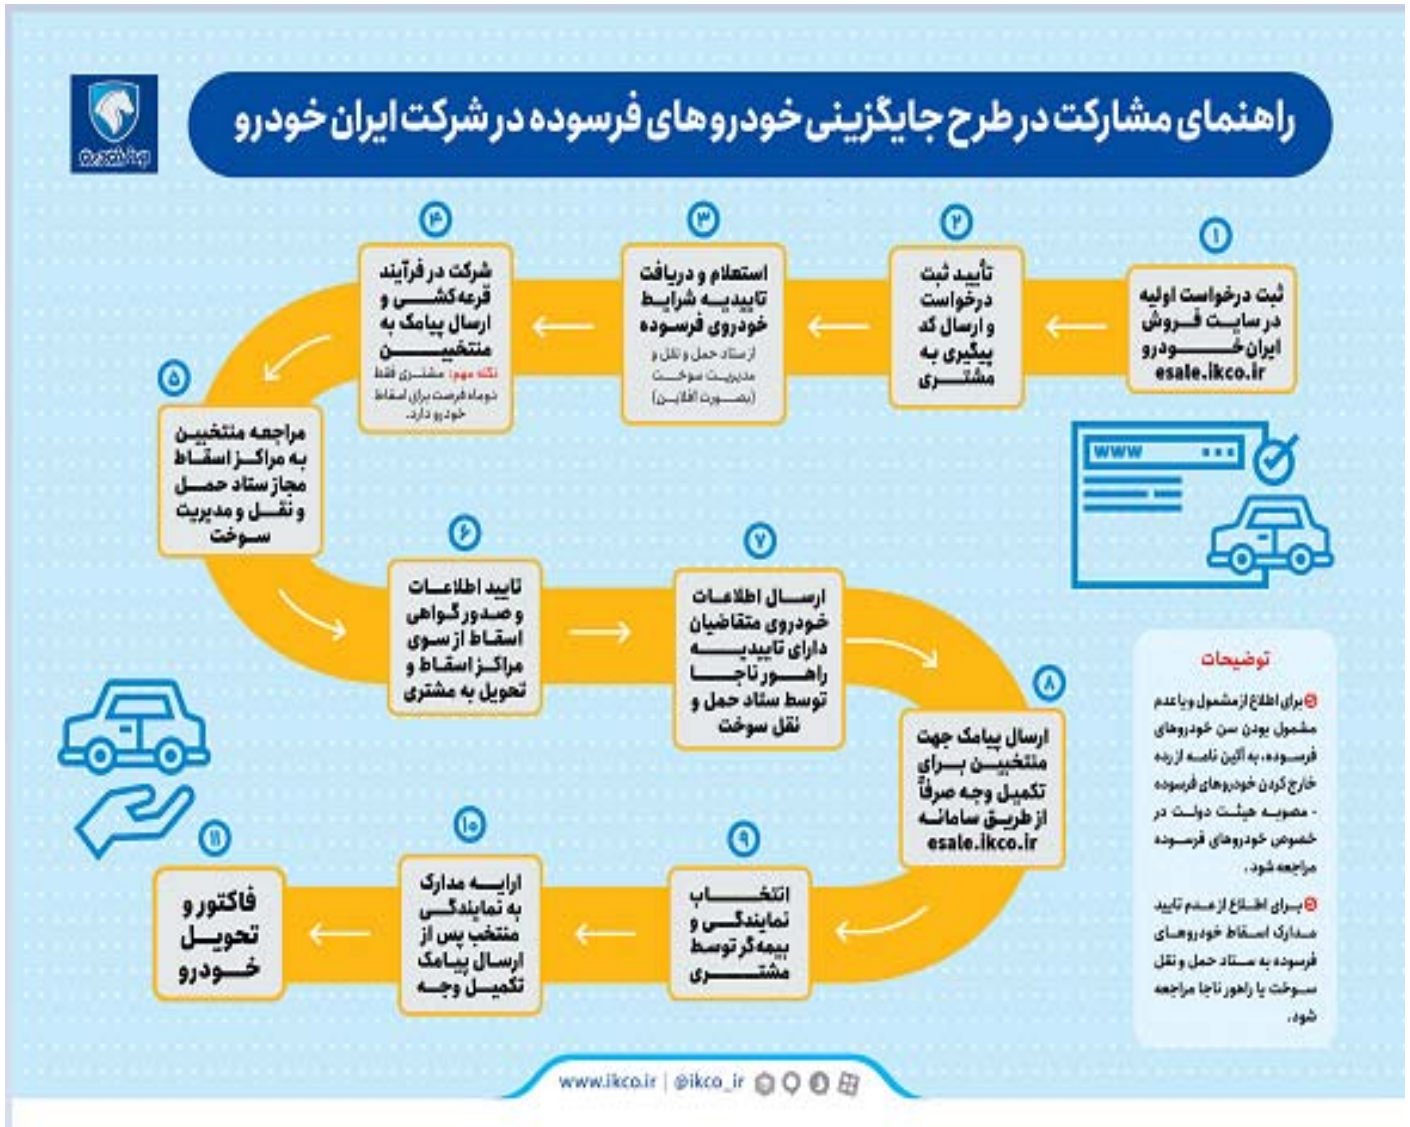 راهنمای مشارکت در طرح جایگزینی خودروهای فرسوده در شرکت ایران خودرو
ایران خودرو
۱
ثبت درخواست اولیه
در سایت فروش
ایران خودرو
esale.ikco.ir
۲
تأیید ثبت
درخواست
و ارسال کد
پیگیری به
مشتری
۳
استعلام و دریافت
تاییدیه شرایط
خودروی فرسوده
از ستاد حمل و نقل و
مدیریت سوخت
(بصورت افلاین)
۴
شرکت در فرآیند
قرعه‌کشی و
ارسال پیامک به
منتخبین
نکته مهم: مشتری فقط
دوماه فرصت برای اسقاط
خودرو دارد.
۵
مراجعه منتخبین
به مراکز اسقاط
مجاز ستاد حمل
و نقل و مدیریت
سوخت
۶
تایید اطلاعات
و صدور گواهی
اسقاط از سوی
مراکز اسقاط و
تحویل به مشتری
۷
ارسال اطلاعات
خودروی متقاضیان
دارای تاییدیه
راهور ناجا
توسط ستاد حمل و
نقل سوخت
۸
ارسال پیامک جهت
منتخبین برای
تکمیل وجه صرفاً
از طریق سامانه
esale.ikco.ir
۹
انتخاب
نمایندگی و
بیمه‌گر توسط
مشتری
۱۰
ارایه مدارک
به نمایندگی
منتخب پس از
ارسال پیامک
تکمیل وجه
۱۱
فاکتور و
تحویل
خودرو
www
توضیحات
برای اطلاع از مشمول و یا عدم
مشمول بودن سن خودروهای
فرسوده، به آئین نامه از رده
خارج کردن خودروهای فرسوده
- مصوبه هیئت دولت در
خصوص خودروهای فرسوده
مراجعه شود.
برای اطلاع از عدم تایید
مدارک اسقاط خودروهای
فرسوده به ستاد حمل و نقل
سوخت یا راهور ناجا مراجعه
شود.
www.ikco.ir | @ikco_ir